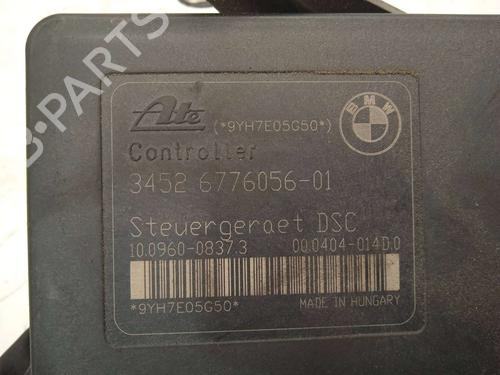 B-PARTS
Ate (*9YH7E05G50*)
BMW
Controller
3452 6776056-01
Steuergeraet DSC
10.0960-0837.3 00.0404-014D.0
*9YH7E05G50* MADE IN HUNGARY